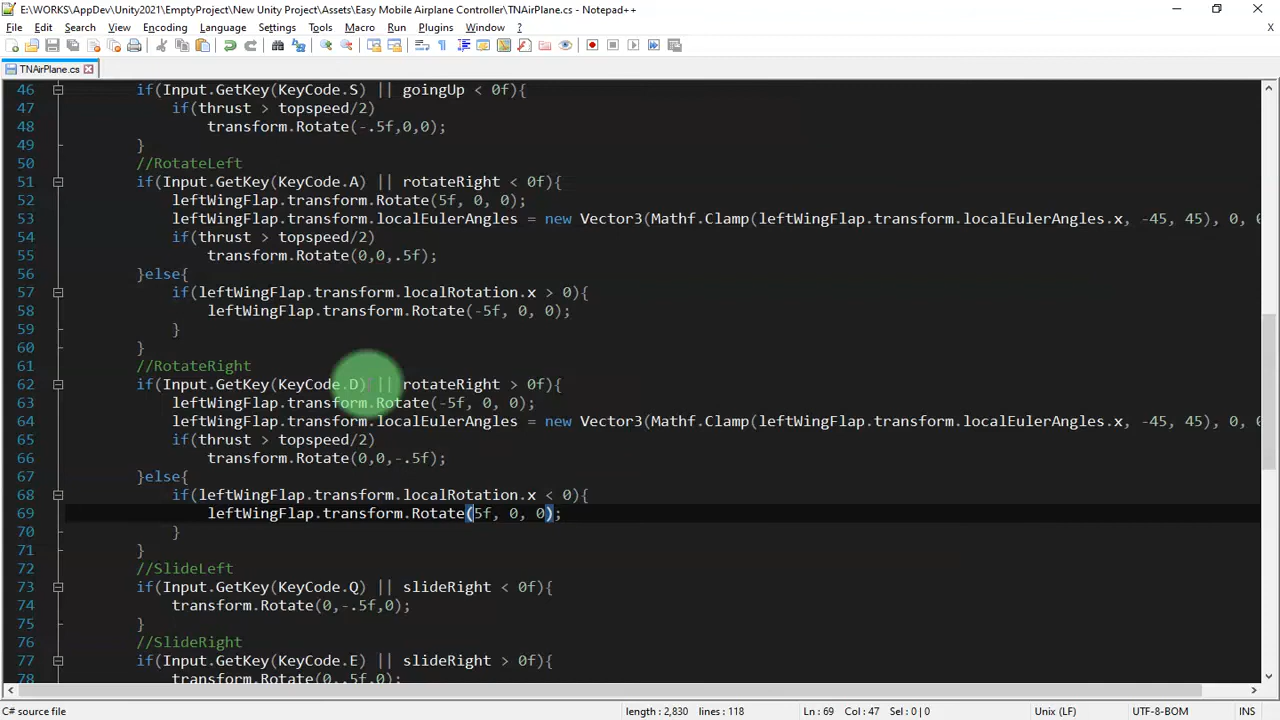 E:\WORKS\AppDev\Unity2021\EmptyProject\New Unity Project\Assets\Easy Mobile Airplane Controller\TNAirPlane.cs - Notepad++
File Edit Search View Encoding Language Settings Tools Macro Run Plugins Window ? X
TNAirPlane.cs
46 if(Input.GetKey(KeyCode.S) || goingUp < 0f){
47 if(thrust > topspeed/2)
48 transform.Rotate(-.5f,0,0);
49 }
50 //RotateLeft
51 if(Input.GetKey(KeyCode.A) || rotateRight < 0f){
52 leftWingFlap.transform.Rotate(5f, 0, 0);
53 leftWingFlap.transform.localEulerAngles = new Vector3(Mathf.Clamp(leftWingFlap.transform.localEulerAngles.x, -45, 45), 0, 0
54 if(thrust > topspeed/2)
55 transform.Rotate(0,0,.5f);
56 }else{
57 if(leftWingFlap.transform.localRotation.x > 0){
58 leftWingFlap.transform.Rotate(-5f, 0, 0);
59 }
60 }
61 //RotateRight
62 if(Input.GetKey(KeyCode.D) || rotateRight > 0f){
63 leftWingFlap.transform.Rotate(-5f, 0, 0);
64 leftWingFlap.transform.localEulerAngles = new Vector3(Mathf.Clamp(leftWingFlap.transform.localEulerAngles.x, -45, 45), 0, 0
65 if(thrust > topspeed/2)
66 transform.Rotate(0,0,-.5f);
67 }else{
68 if(leftWingFlap.transform.localRotation.x < 0){
69 leftWingFlap.transform.Rotate(5f, 0, 0);
70 }
71 }
72 //SlideLeft
73 if(Input.GetKey(KeyCode.Q) || slideRight < 0f){
74 transform.Rotate(0,-.5f,0);
75 }
76 //SlideRight
77 if(Input.GetKey(KeyCode.E) || slideRight > 0f){
78 transform.Rotate(0,.5f,0);
C# source file length : 2,830 lines : 118 Ln : 69 Col : 47 Sel : 0 | 0 Unix (LF) UTF-8-BOM INS